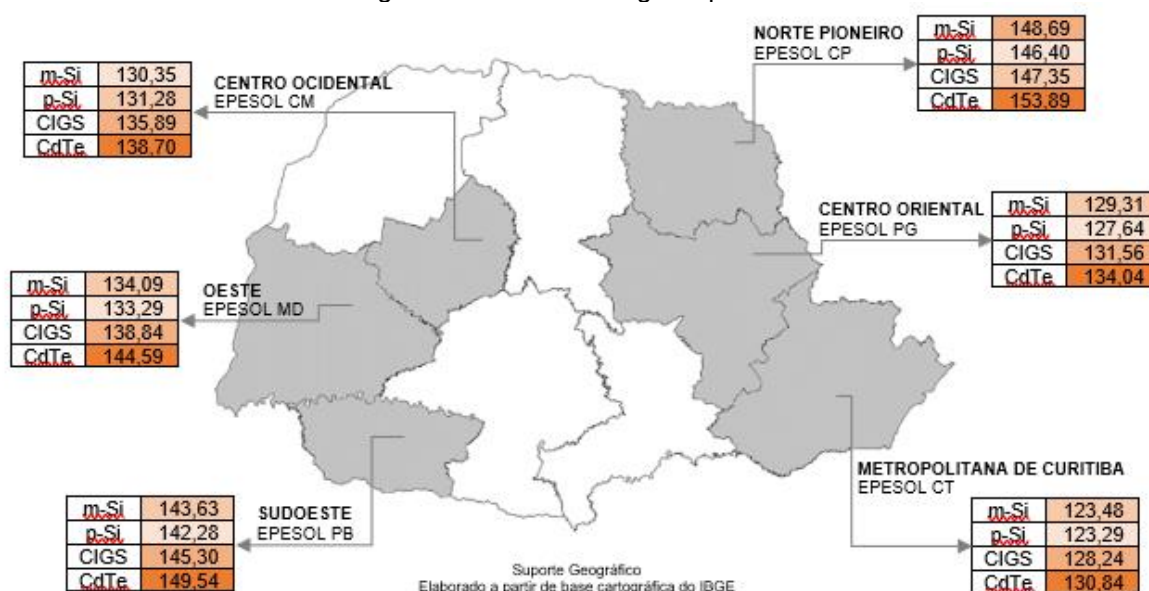 NORTE PIONEIRO
EPESOL CP
m-Si 148,69
p-Si 146,40
CIGS 147,35
CdTe 153,89
m-Si 130,35
p-Si 131,28
CIGS 135,89
CdTe 138,70
CENTRO OCIDENTAL
EPESOL CM
CENTRO ORIENTAL
EPESOL PG
m-Si 129,31
p-Si 127,64
CIGS 131,56
CdTe 134,04
m-Si 134,09
p-Si 133,29
CIGS 138,84
CdTe 144,59
OESTE
EPESOL MD
METROPOLITANA DE CURITIBA
EPESOL CT
m-Si 123,48
p-Si 123,29
CIGS 128,24
CdTe 130,84
m-Si 143,63
p-Si 142,28
CIGS 145,30
CdTe 149,54
SUDOESTE
EPESOL PB
Suporte Geográfico
Elaborado a partir de base cartográfica do IBGE